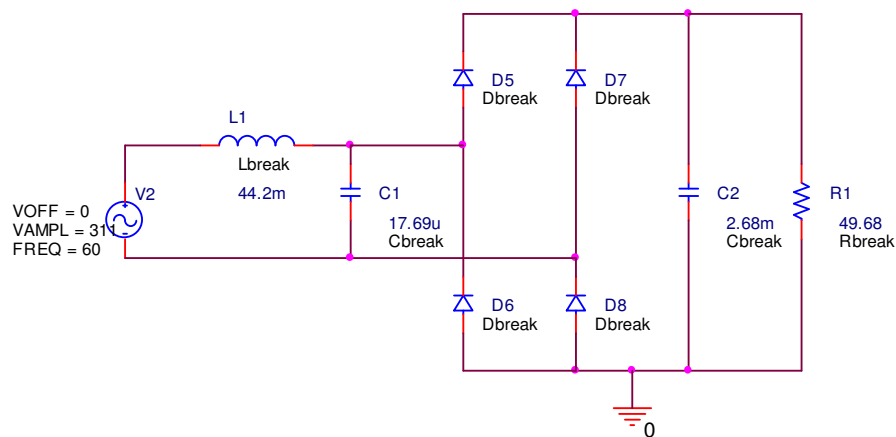 D5
Dbreak
D7
Dbreak
L1
Lbreak
44.2m
V2
VOFF = 0
VAMPL = 311
FREQ = 60
C1
17.69u
Cbreak
C2
2.68m
Cbreak
R1
49.68
Rbreak
D6
Dbreak
D8
Dbreak
0